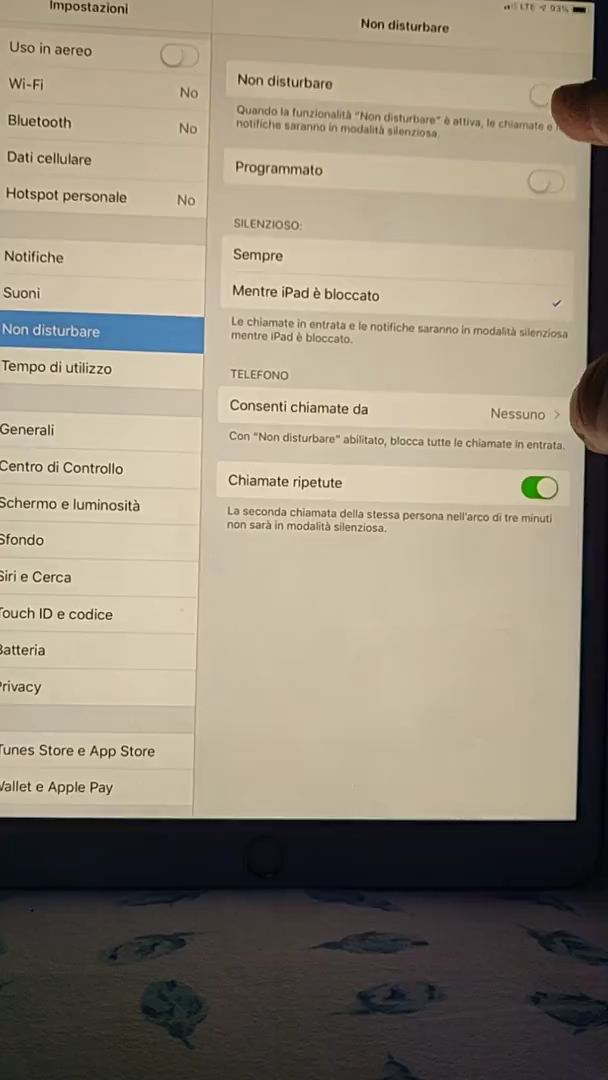 Impostazioni
LTE 93%
Uso in aereo
Wi-Fi No
Bluetooth No
Dati cellulare
Hotspot personale No
Notifiche
Suoni
Non disturbare
Tempo di utilizzo
Generali
Centro di Controllo
Schermo e luminosità
Sfondo
Siri e Cerca
Touch ID e codice
Batteria
Privacy
iTunes Store e App Store
Wallet e Apple Pay
Non disturbare
Non disturbare
Quando la funzionalità "Non disturbare" è attiva, le chiamate e
notifiche saranno in modalità silenziosa.
Programmato
SILENZIOSO:
Sempre
Mentre iPad è bloccato
Le chiamate in entrata e le notifiche saranno in modalità silenziosa
mentre iPad è bloccato.
TELEFONO
Consenti chiamate da Nessuno
Con "Non disturbare" abilitato, blocca tutte le chiamate in entrata.
Chiamate ripetute
La seconda chiamata della stessa persona nell'arco di tre minuti
non sarà in modalità silenziosa.